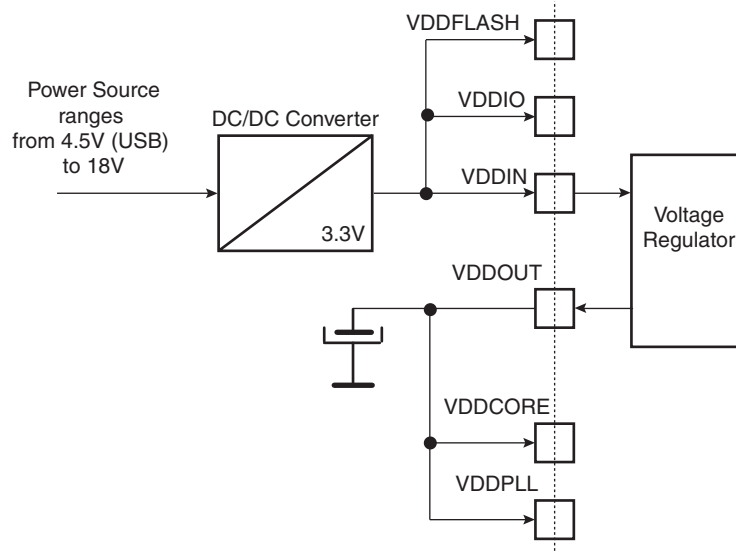 VDDFLASH
Power Source
ranges
from 4.5V (USB)
to 18V
DC/DC Converter
VDDIO
3.3V
VDDIN
Voltage
Regulator
VDDOUT
VDDCORE
VDDPLL